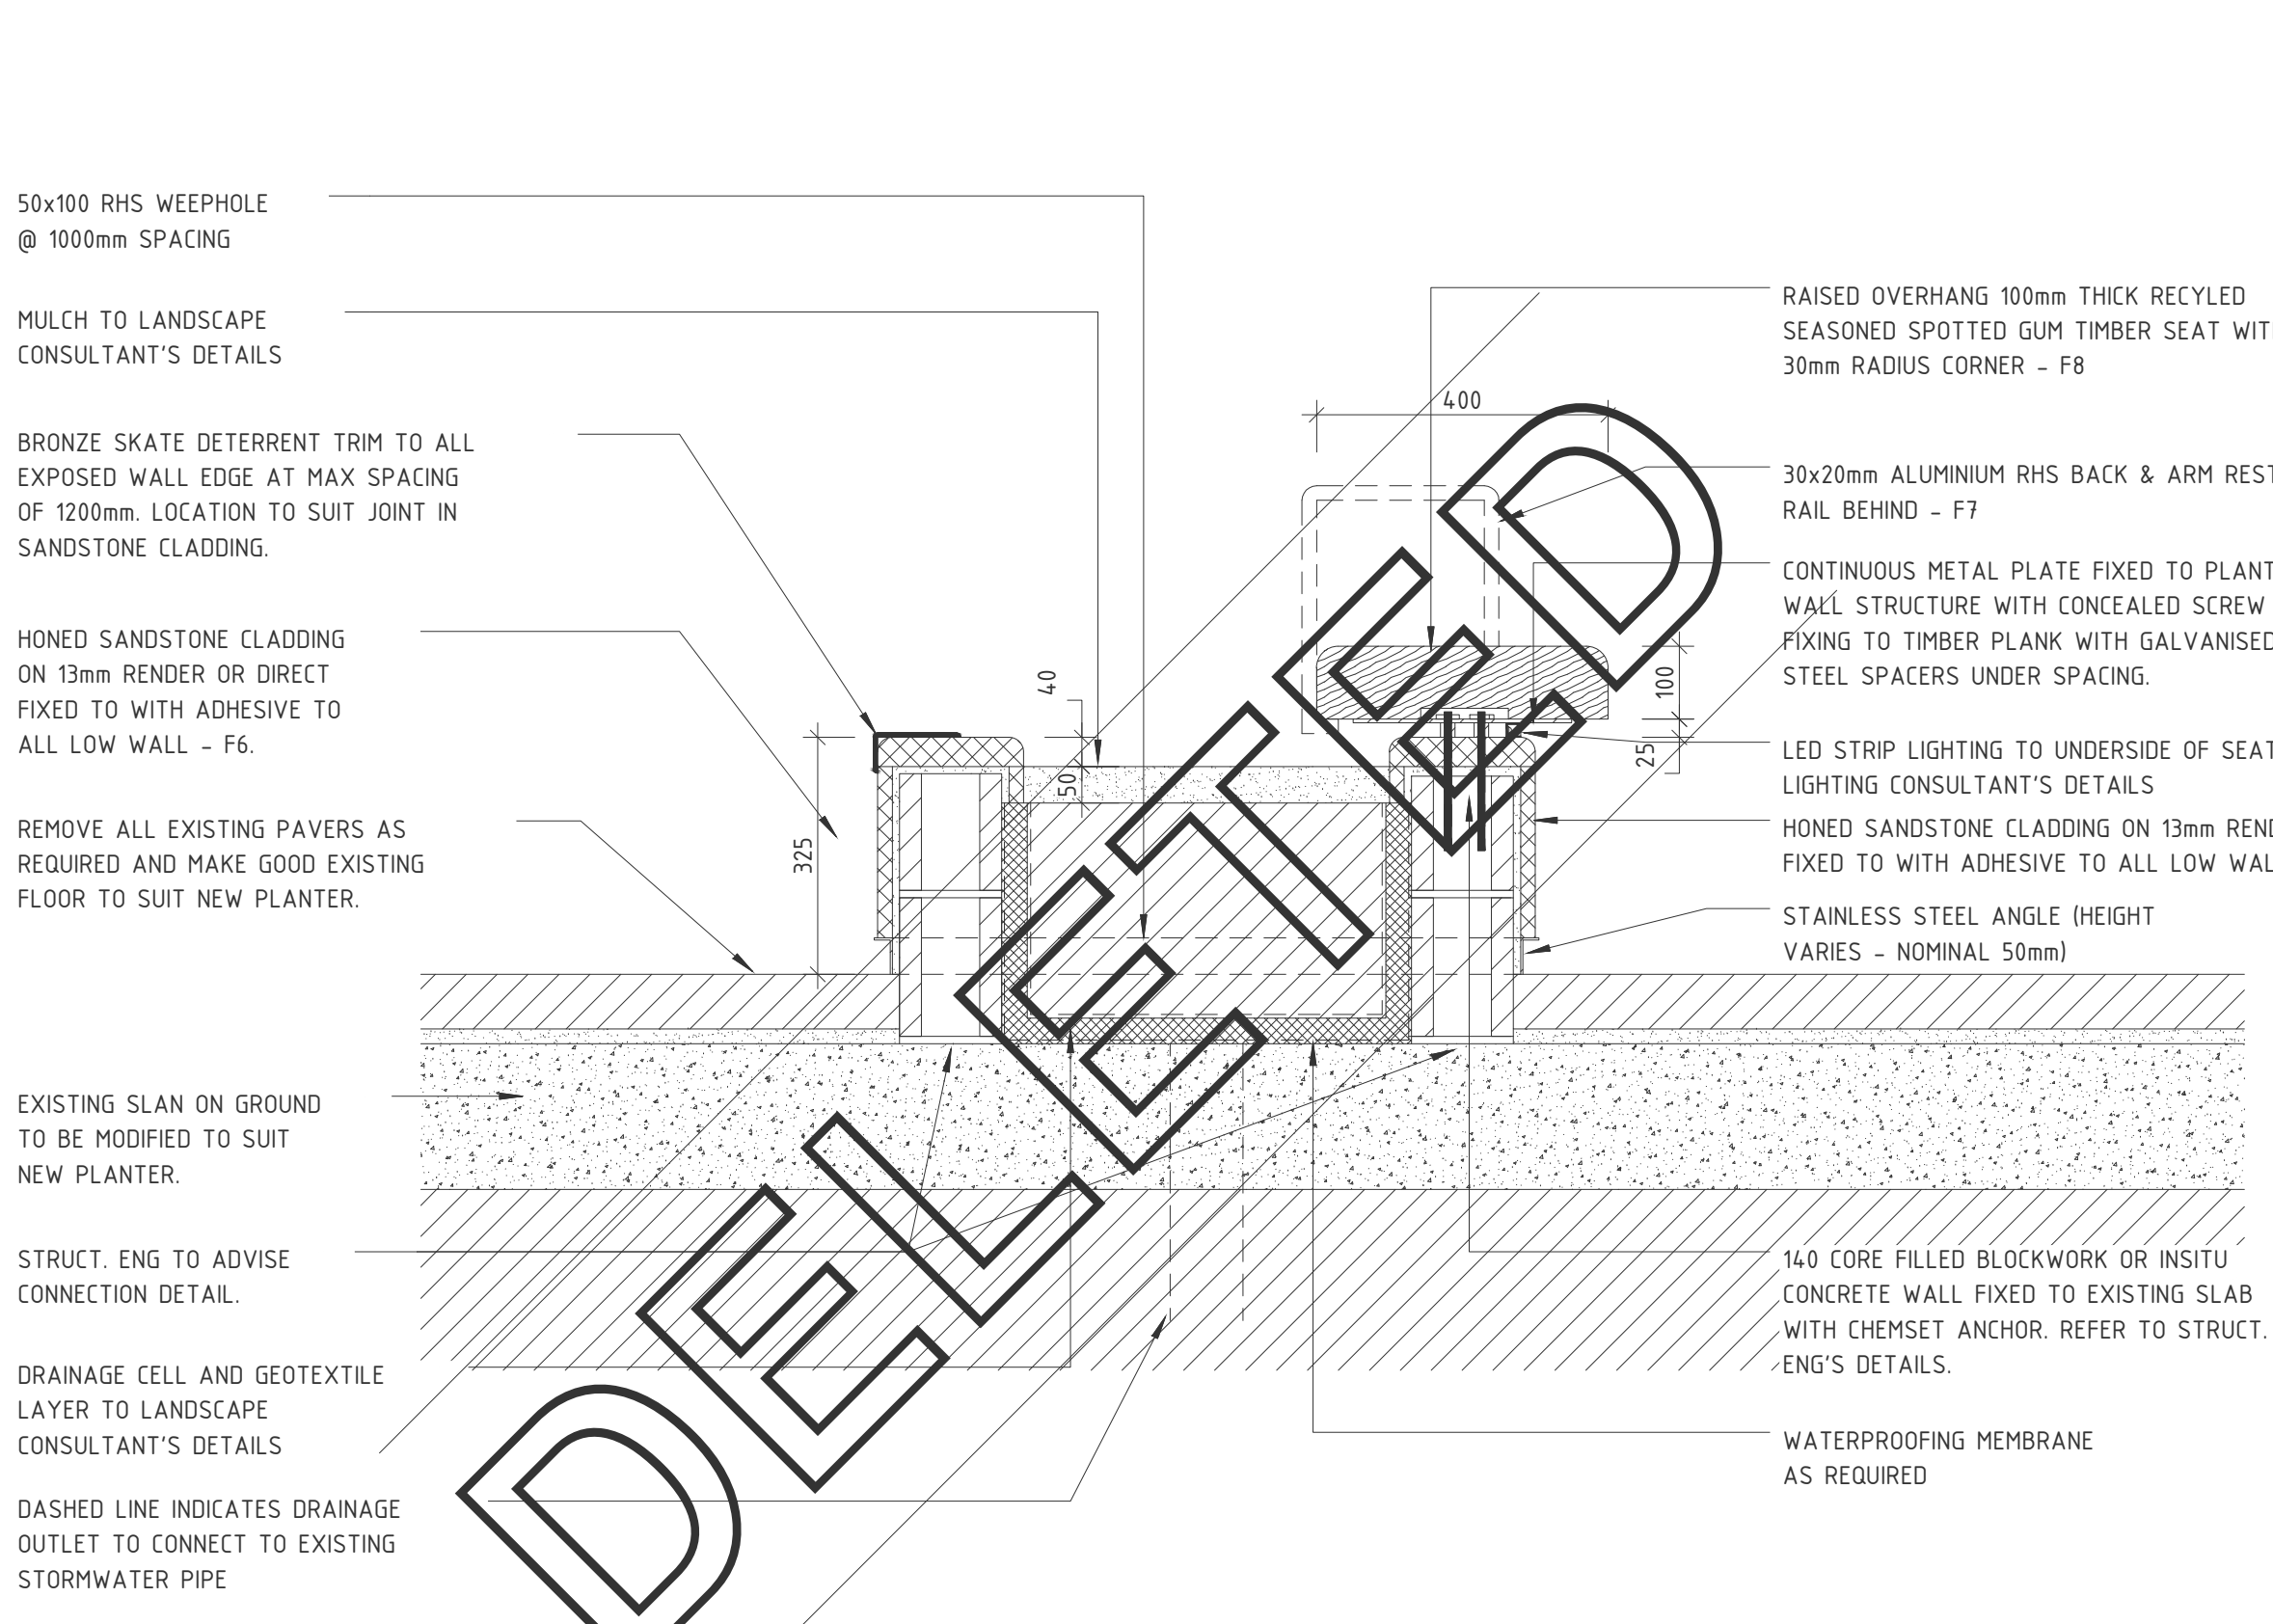 50x100 RHS WEEPHOLE
@ 1000mm SPACING
MULCH TO LANDSCAPE
CONSULTANT'S DETAILS
BRONZE SKATE DETERRENT TRIM TO ALL
EXPOSED WALL EDGE AT MAX SPACING
OF 1200mm. LOCATION TO SUIT JOINT IN
SANDSTONE CLADDING.
HONED SANDSTONE CLADDING
ON 13mm RENDER OR DIRECT
FIXED TO WITH ADHESIVE TO
ALL LOW WALL - F6.
REMOVE ALL EXISTING PAVERS AS
REQUIRED AND MAKE GOOD EXISTING
FLOOR TO SUIT NEW PLANTER.
EXISTING SLAN ON GROUND
TO BE MODIFIED TO SUIT
NEW PLANTER.
STRUCT. ENG TO ADVISE
CONNECTION DETAIL.
DRAINAGE CELL AND GEOTEXTILE
LAYER TO LANDSCAPE
CONSULTANT'S DETAILS
DASHED LINE INDICATES DRAINAGE
OUTLET TO CONNECT TO EXISTING
STORMWATER PIPE
325
40
50
400
100
25
DELETED
RAISED OVERHANG 100mm THICK RECYLED
SEASONED SPOTTED GUM TIMBER SEAT WIT
30mm RADIUS CORNER - F8
30x20mm ALUMINIUM RHS BACK & ARM REST
RAIL BEHIND - F7
CONTINUOUS METAL PLATE FIXED TO PLANT
WALL STRUCTURE WITH CONCEALED SCREW
FIXING TO TIMBER PLANK WITH GALVANISED
STEEL SPACERS UNDER SPACING.
LED STRIP LIGHTING TO UNDERSIDE OF SEAT
LIGHTING CONSULTANT'S DETAILS
HONED SANDSTONE CLADDING ON 13mm REND
FIXED TO WITH ADHESIVE TO ALL LOW WAL
STAINLESS STEEL ANGLE (HEIGHT
VARIES - NOMINAL 50mm)
140 CORE FILLED BLOCKWORK OR INSITU
CONCRETE WALL FIXED TO EXISTING SLAB
WITH CHEMSET ANCHOR. REFER TO STRUCT.
ENG'S DETAILS.
WATERPROOFING MEMBRANE
AS REQUIRED